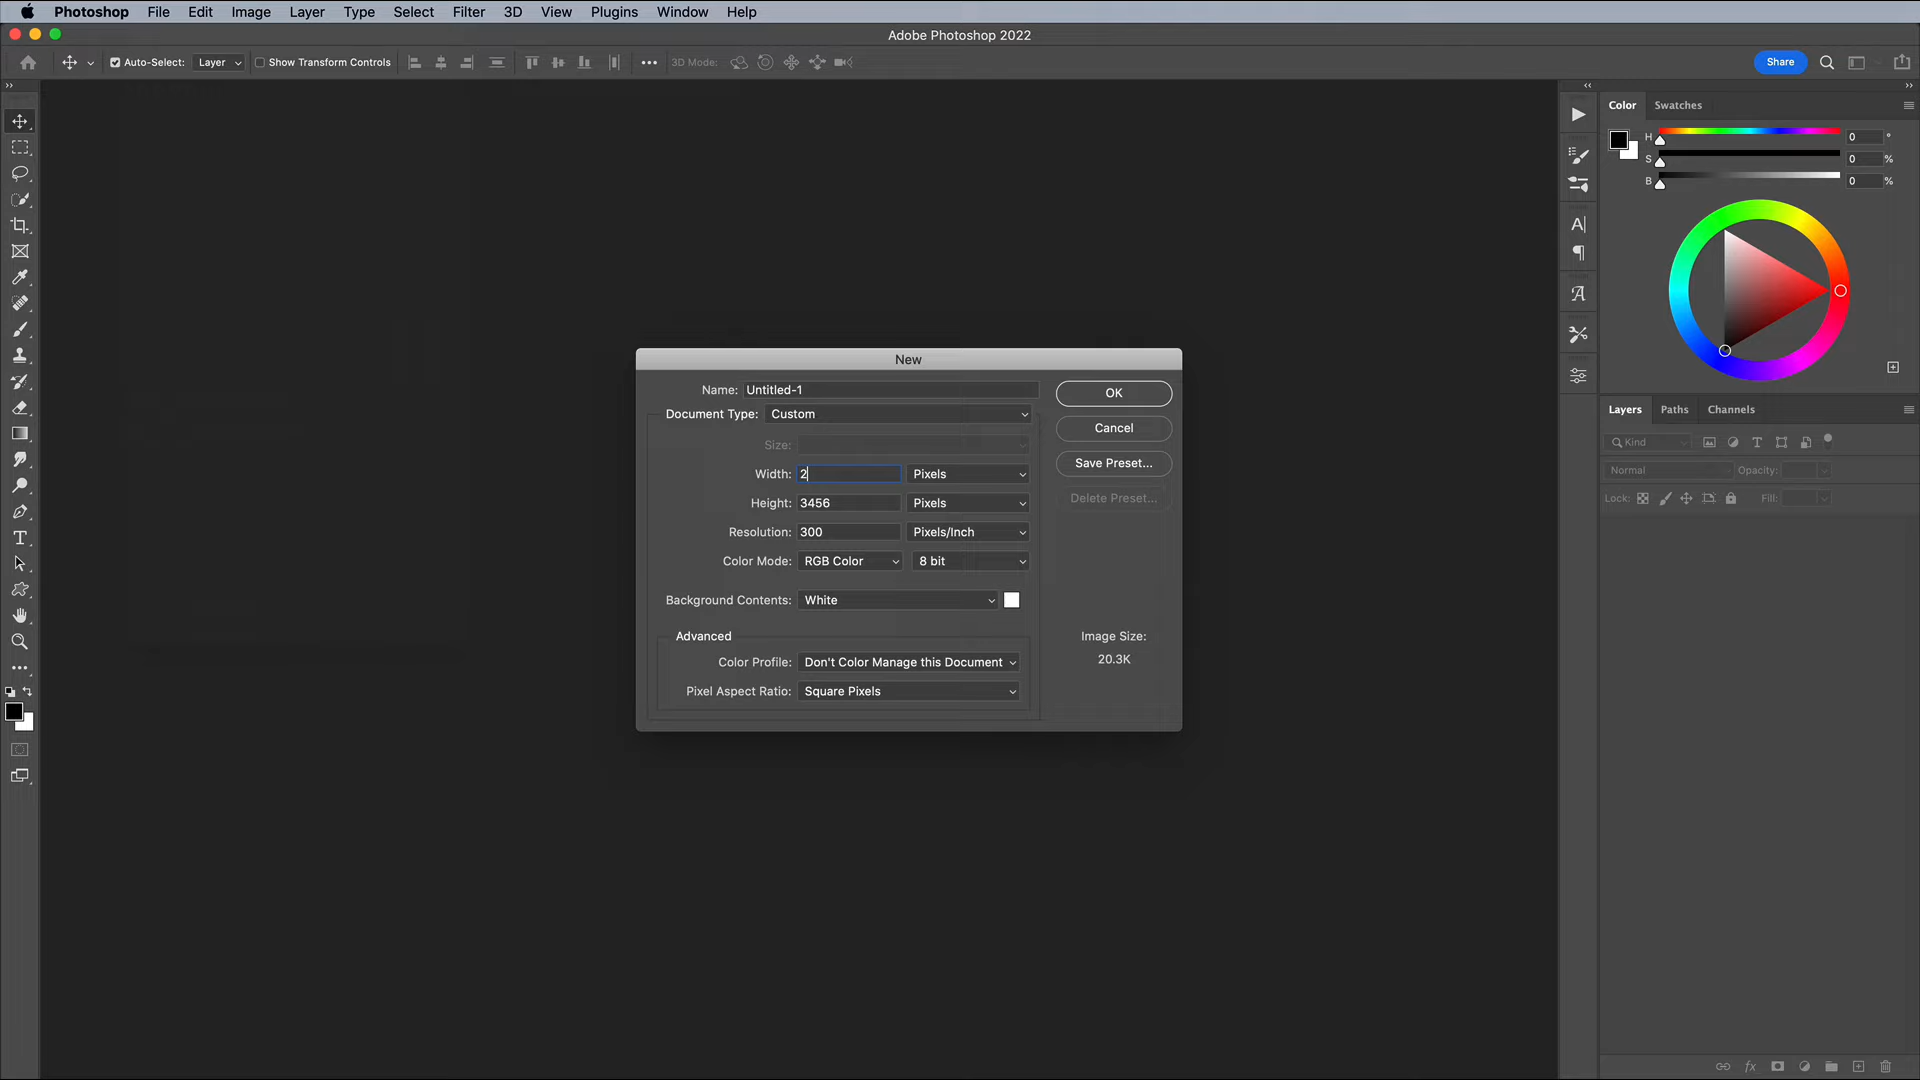 Photoshop File Edit Image Layer Type Select Filter 3D View Plugins Window Help
Adobe Photoshop 2022
Auto-Select: Layer Show Transform Controls 3D Mode: Share
Color Swatches
H 0 °
S 0 %
B 0 %
New
Name: Untitled-1
OK
Document Type: Custom
Cancel
Size:
Width: 2 Pixels
Save Preset...
Height: 3456 Pixels
Delete Preset...
Resolution: 300 Pixels/Inch
Color Mode: RGB Color 8 bit
Background Contents: White
Advanced
Image Size:
20.3K
Color Profile: Don't Color Manage this Document
Pixel Aspect Ratio: Square Pixels
Layers Paths Channels
Kind
Normal Opacity:
Lock: Fill:
fx